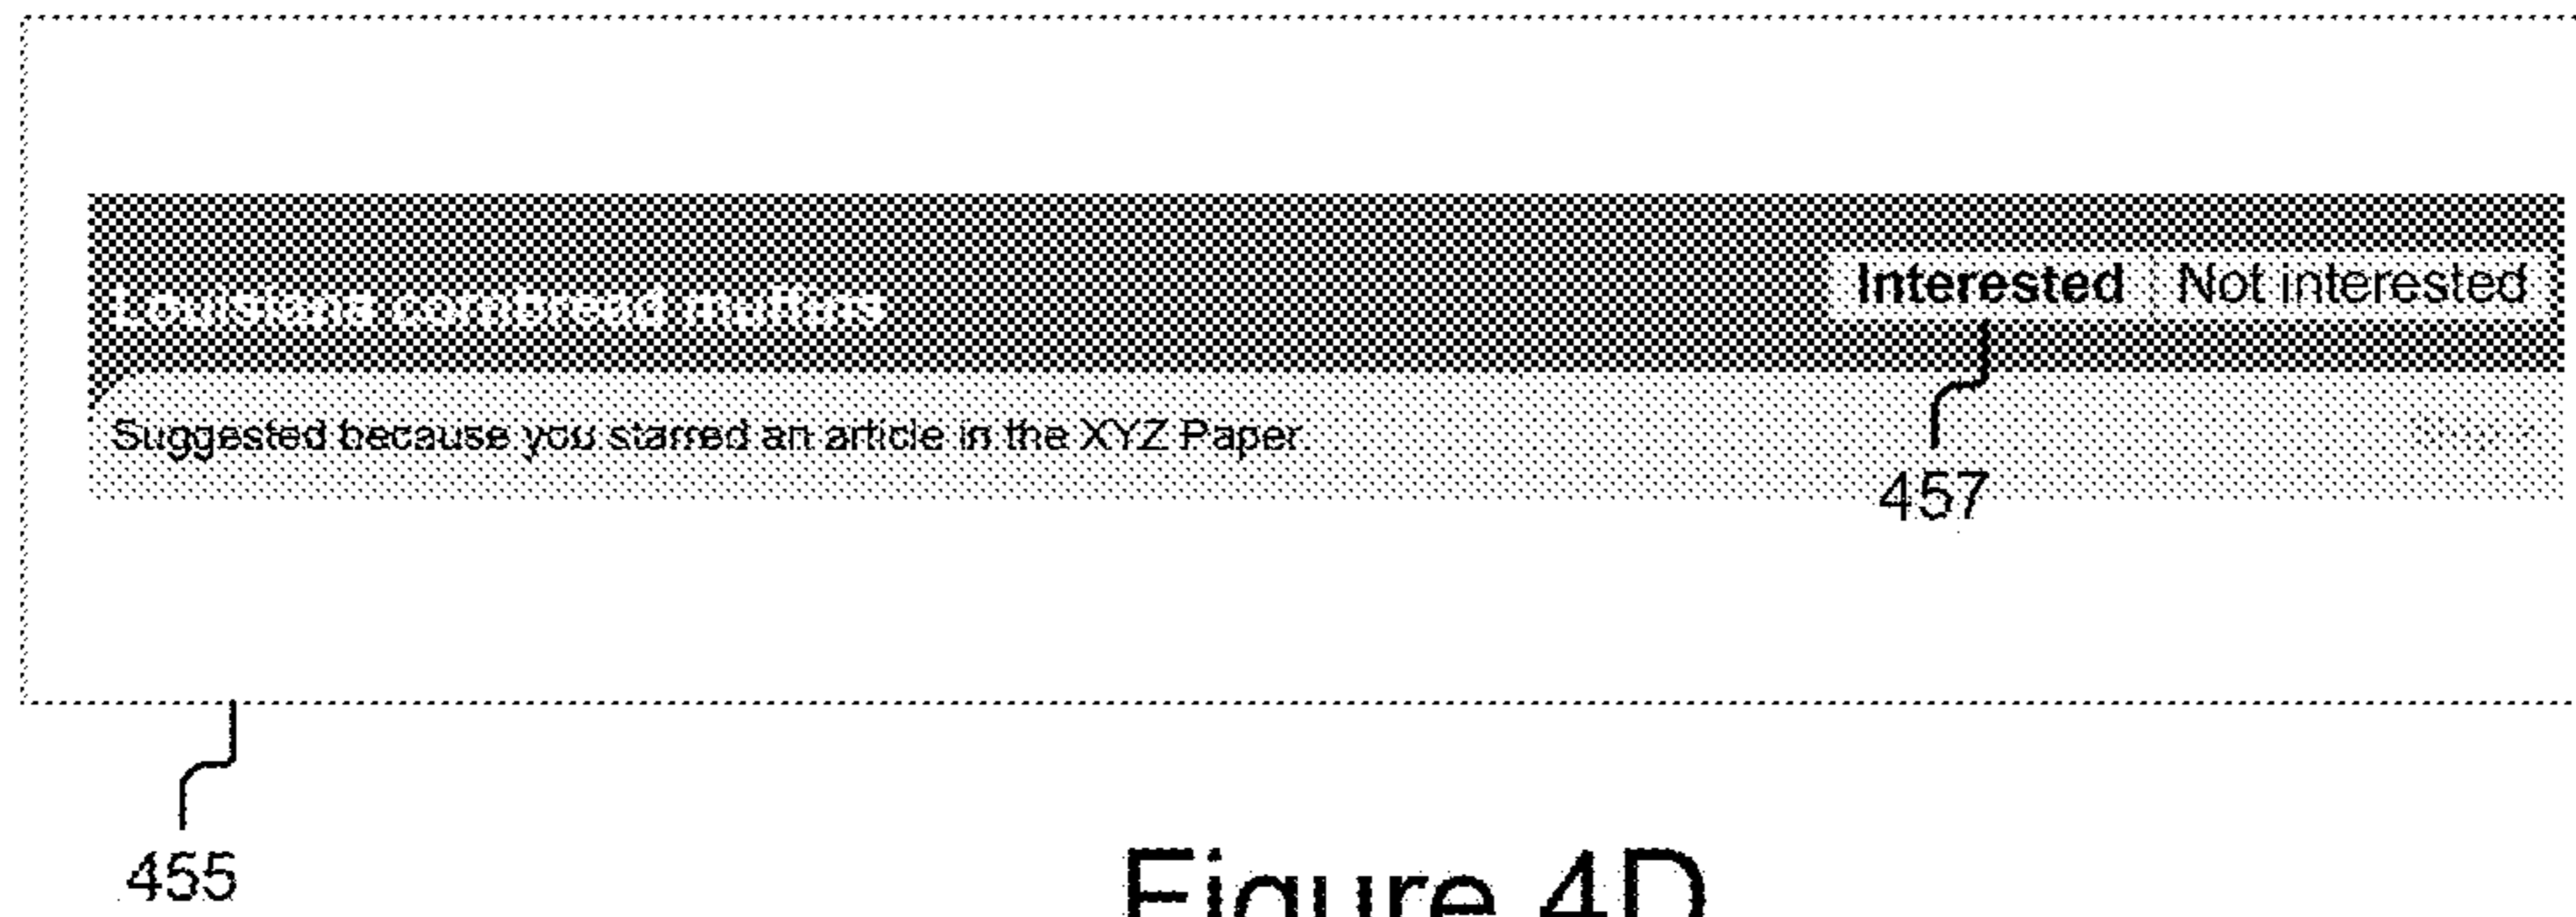 Louisiana cornbread muffins
Interested Not interested
Suggested because you starred an article in the XYZ Paper.
457
455
Figure 4D